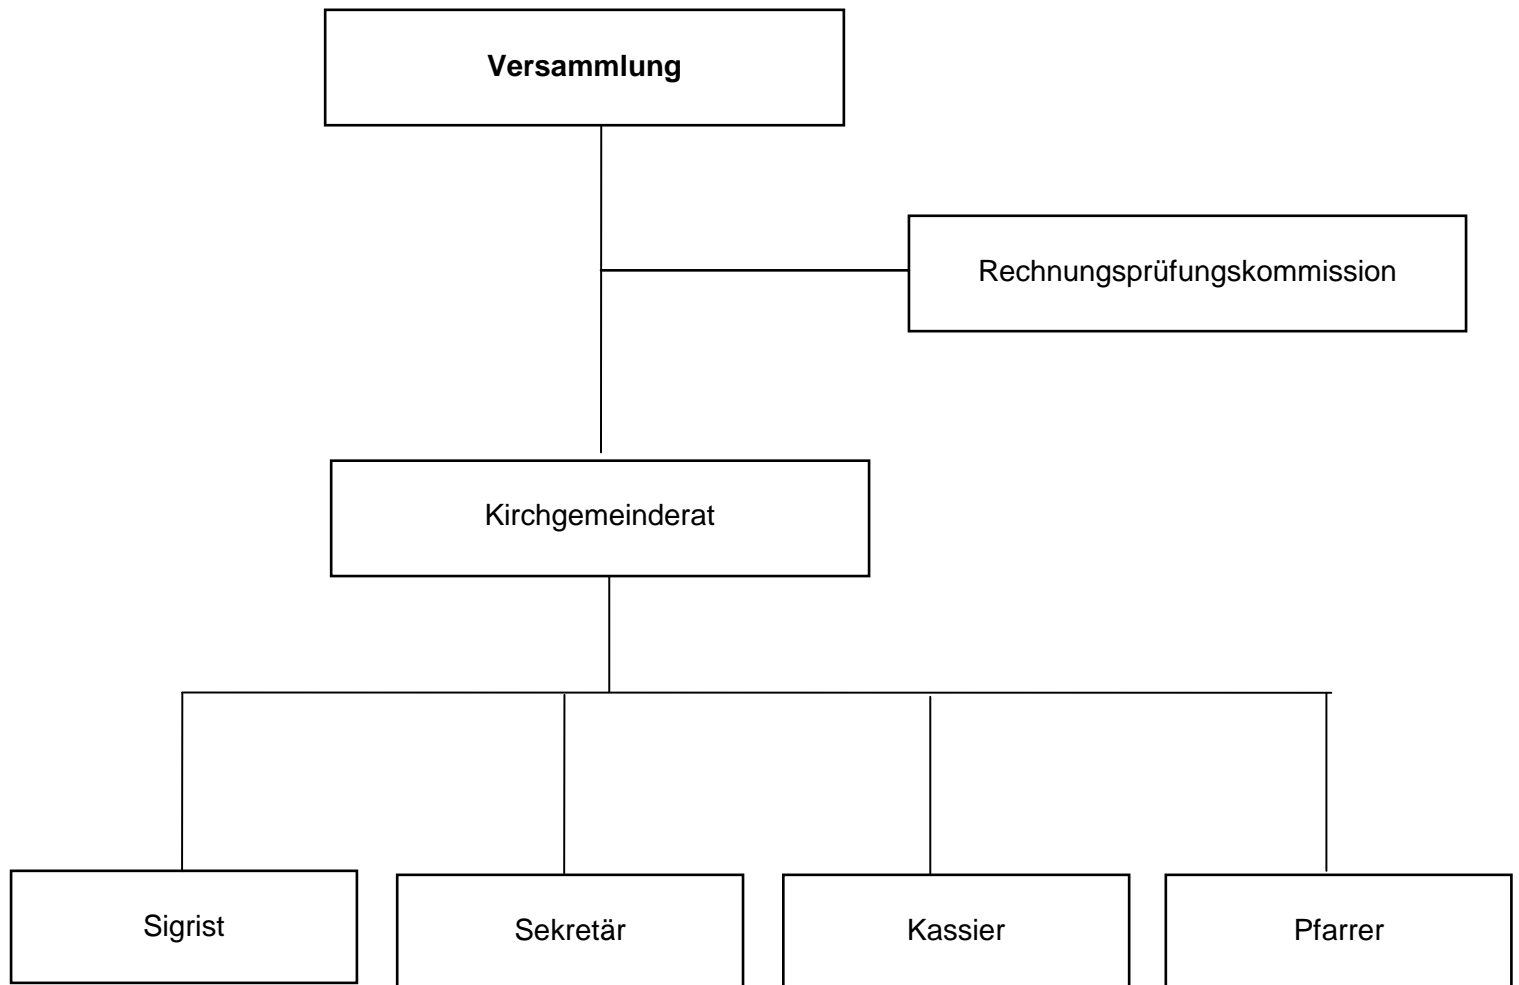 Versammlung
Rechnungsprüfungskommission
Kirchgemeinderat
Sigrist
Sekretär
Kassier
Pfarrer